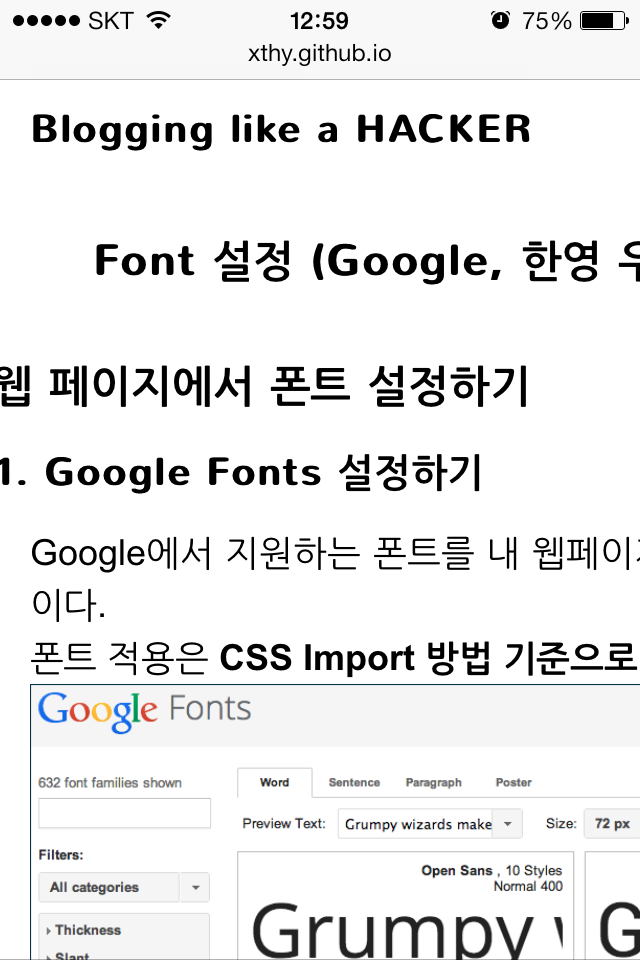 SKT 12:59 75%
xthy.github.io
Blogging like a HACKER
Font 설정 (Google, 한영
웹 페이지에서 폰트 설정하기
1. Google Fonts 설정하기
Google에서 지원하는 폰트를 내 웹페이지
이다.
폰트 적용은 CSS Import 방법 기준으로
Google Fonts
632 font families shown
Word Sentence Paragraph Poster
Preview Text: Grumpy wizards make Size: 72 px
Filters:
All categories
Open Sans , 10 Styles
Normal 400
Thickness
Grumpy
Slant